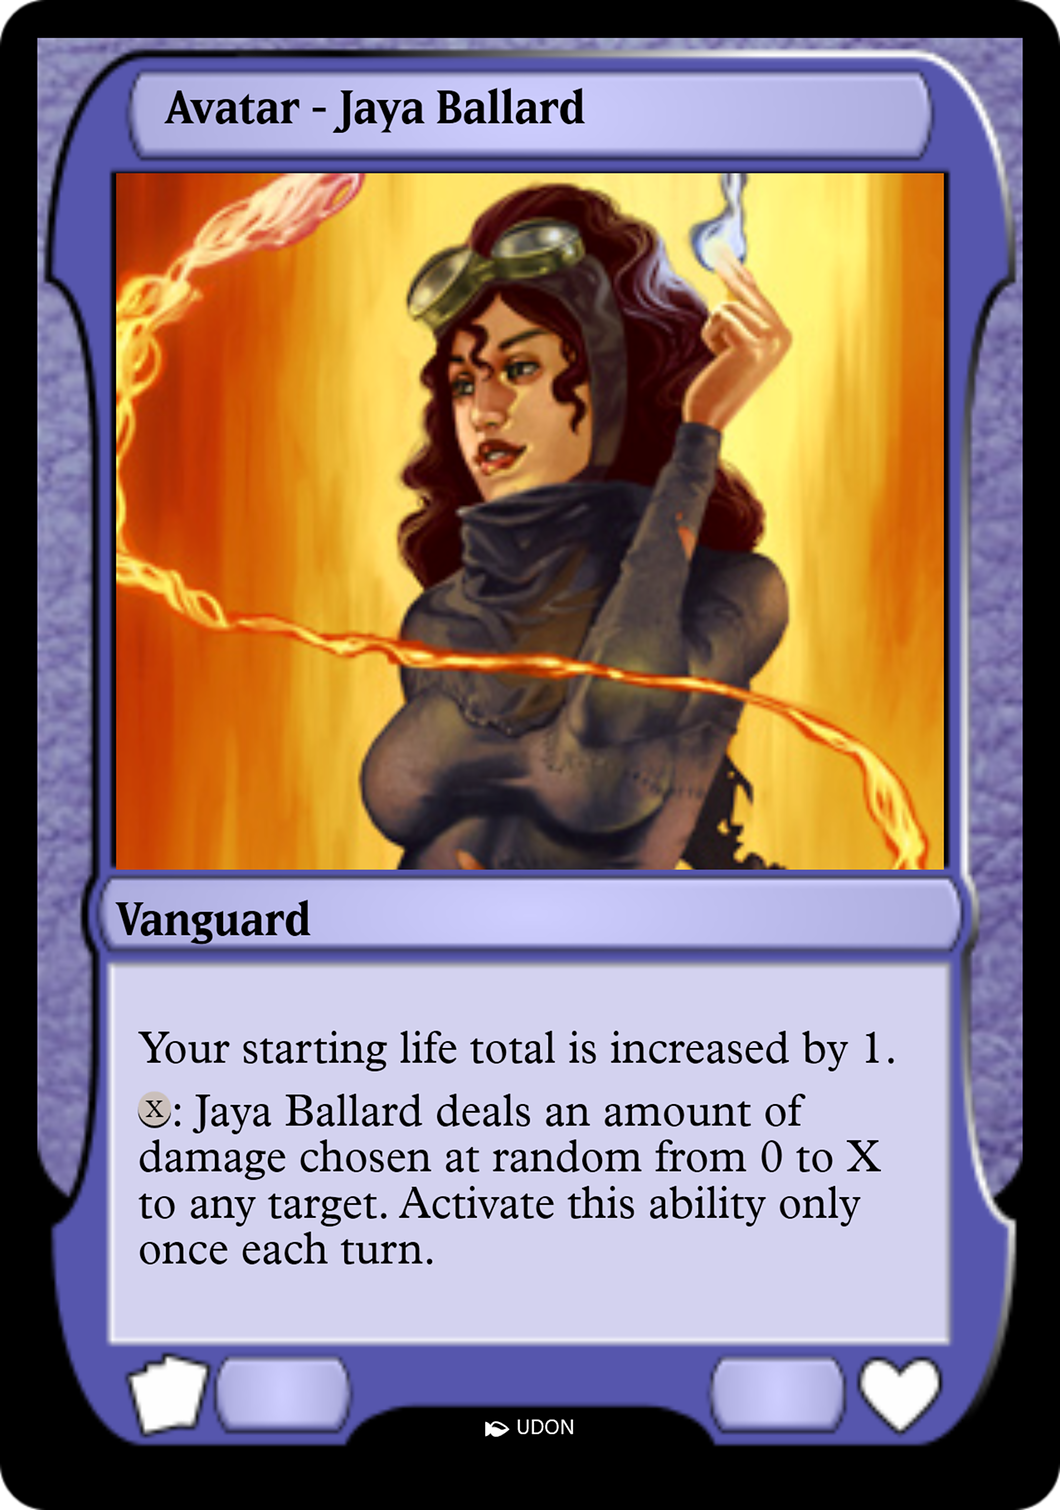 Avatar - Jaya Ballard
Vanguard
Your starting life total is increased by 1.
X: Jaya Ballard deals an amount of
damage chosen at random from 0 to X
to any target. Activate this ability only
once each turn.
UDON